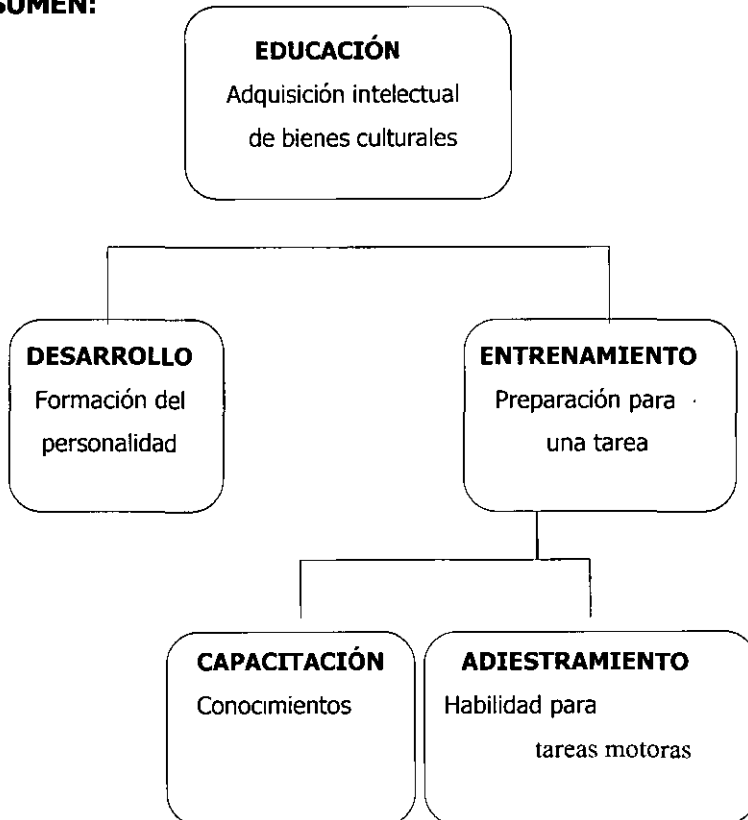 SUMEN:
EDUCACIÓN
Adquisición intelectual
de bienes culturales
DESARROLLO
Formación del
personalidad
ENTRENAMIENTO
Preparación para
una tarea
CAPACITACIÓN
Conocimientos
ADIESTRAMIENTO
Habilidad para
tareas motoras